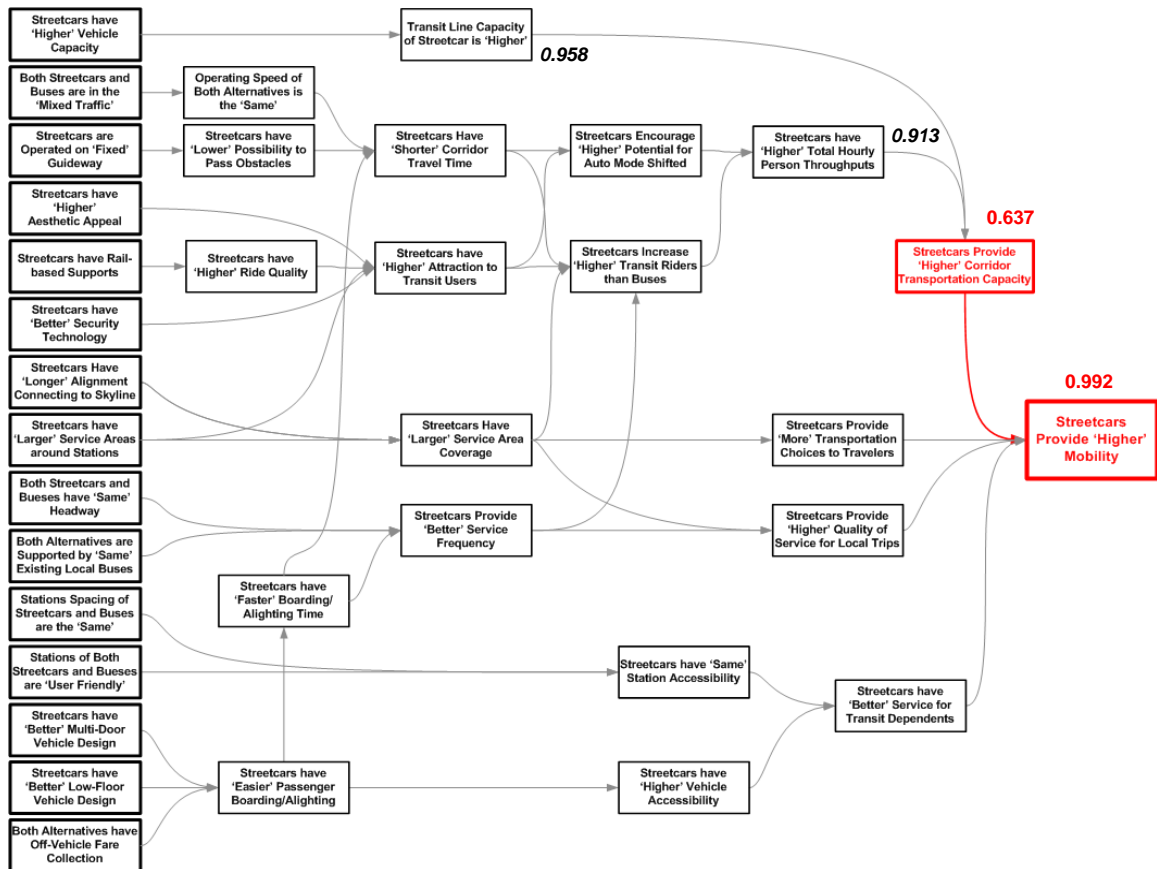 Streetcars have
‘Higher’ Vehicle
Capacity
Transit Line Capacity
of Streetcar is ‘Higher’
0.958
Both Streetcars and
Buses are in the
‘Mixed Traffic’
Operating Speed of
Both Alternatives is
the ‘Same’
Streetcars are
Operated on ‘Fixed’
Guideway
Streetcars have
‘Lower’ Possibility to
Pass Obstacles
Streetcars Have
‘Shorter’ Corridor
Travel Time
Streetcars Encourage
‘Higher’ Potential for
Auto Mode Shifted
Streetcars have
‘Higher’ Total Hourly
Person Throughputs
0.913
Streetcars have
‘Higher’
Aesthetic Appeal
0.637
Streetcars have Rail-
based Supports
Streetcars have
‘Higher’ Ride Quality
Streetcars have
‘Higher’ Attraction to
Transit Users
Streetcars Increase
‘Higher’ Transit Riders
than Buses
Streetcars Provide
‘Higher’ Corridor
Transportation Capacity
Streetcars have
‘Better’ Security
Technology
Streetcars Have
‘Longer’ Alignment
Connecting to Skyline
0.992
Streetcars have
‘Larger’ Service Areas
around Stations
Streetcars Have
‘Larger’ Service Area
Coverage
Streetcars Provide
‘More’ Transportation
Choices to Travelers
Streetcars
Provide ‘Higher’
Mobility
Both Streetcars and
Bueses have ‘Same’
Headway
Streetcars Provide
‘Better’ Service
Frequency
Streetcars Provide
‘Higher’ Quality of
Service for Local Trips
Both Alternatives are
Supported by ‘Same’
Existing Local Buses
Streetcars have
‘Faster’ Boarding/
Alighting Time
Stations Spacing of
Streetcars and Buses
are the ‘Same’
Stations of Both
Streetcars and Bueses
are ‘User Friendly’
Streetcars have ‘Same’
Station Accessibility
Streetcars have
‘Better’ Service for
Transit Dependents
Streetcars have
‘Better’ Multi-Door
Vehicle Design
Streetcars have
‘Better’ Low-Floor
Vehicle Design
Streetcars have
‘Easier’ Passenger
Boarding/Alighting
Streetcars have
‘Higher’ Vehicle
Accessibility
Both Alternatives have
Off-Vehicle Fare
Collection